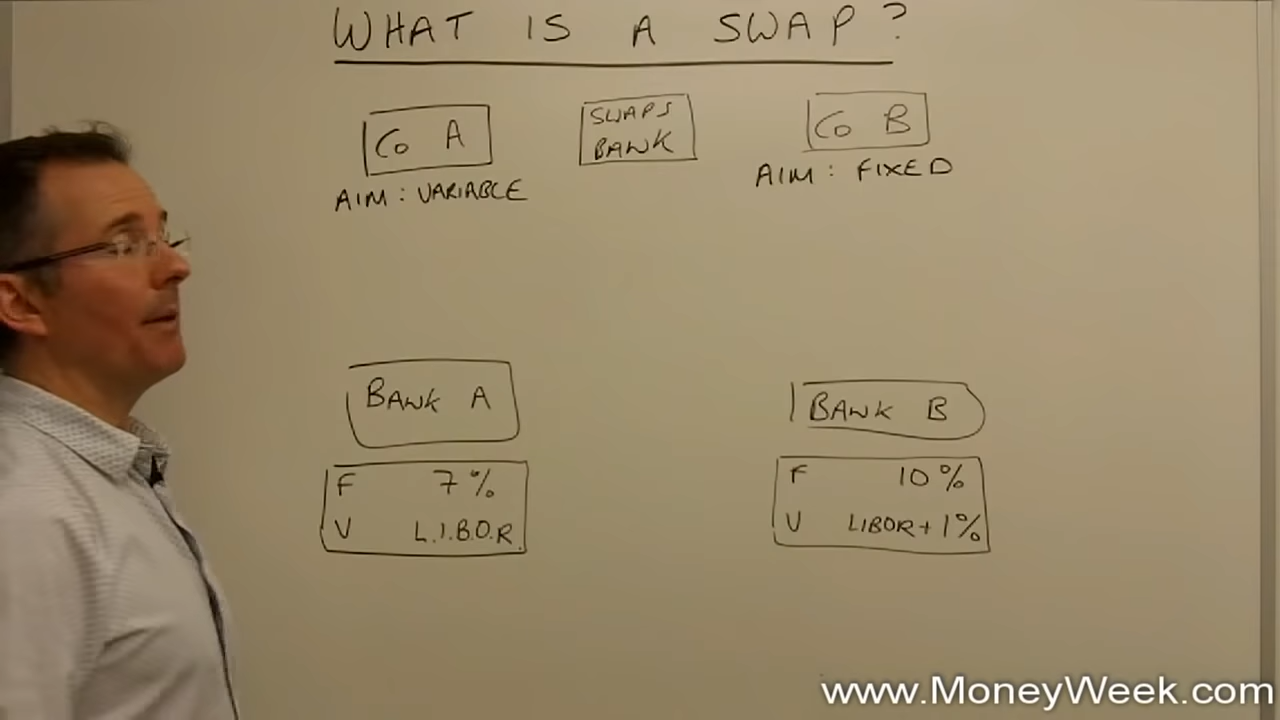 WHAT IS A SWAP?
Co A
SWAPS
BANK
Co B
AIM: VARIABLE
AIM: FIXED
BANK A
BANK B
F 7%
V L.I.B.O.R.
F 10%
V LIBOR + 1%
www.MoneyWeek.com